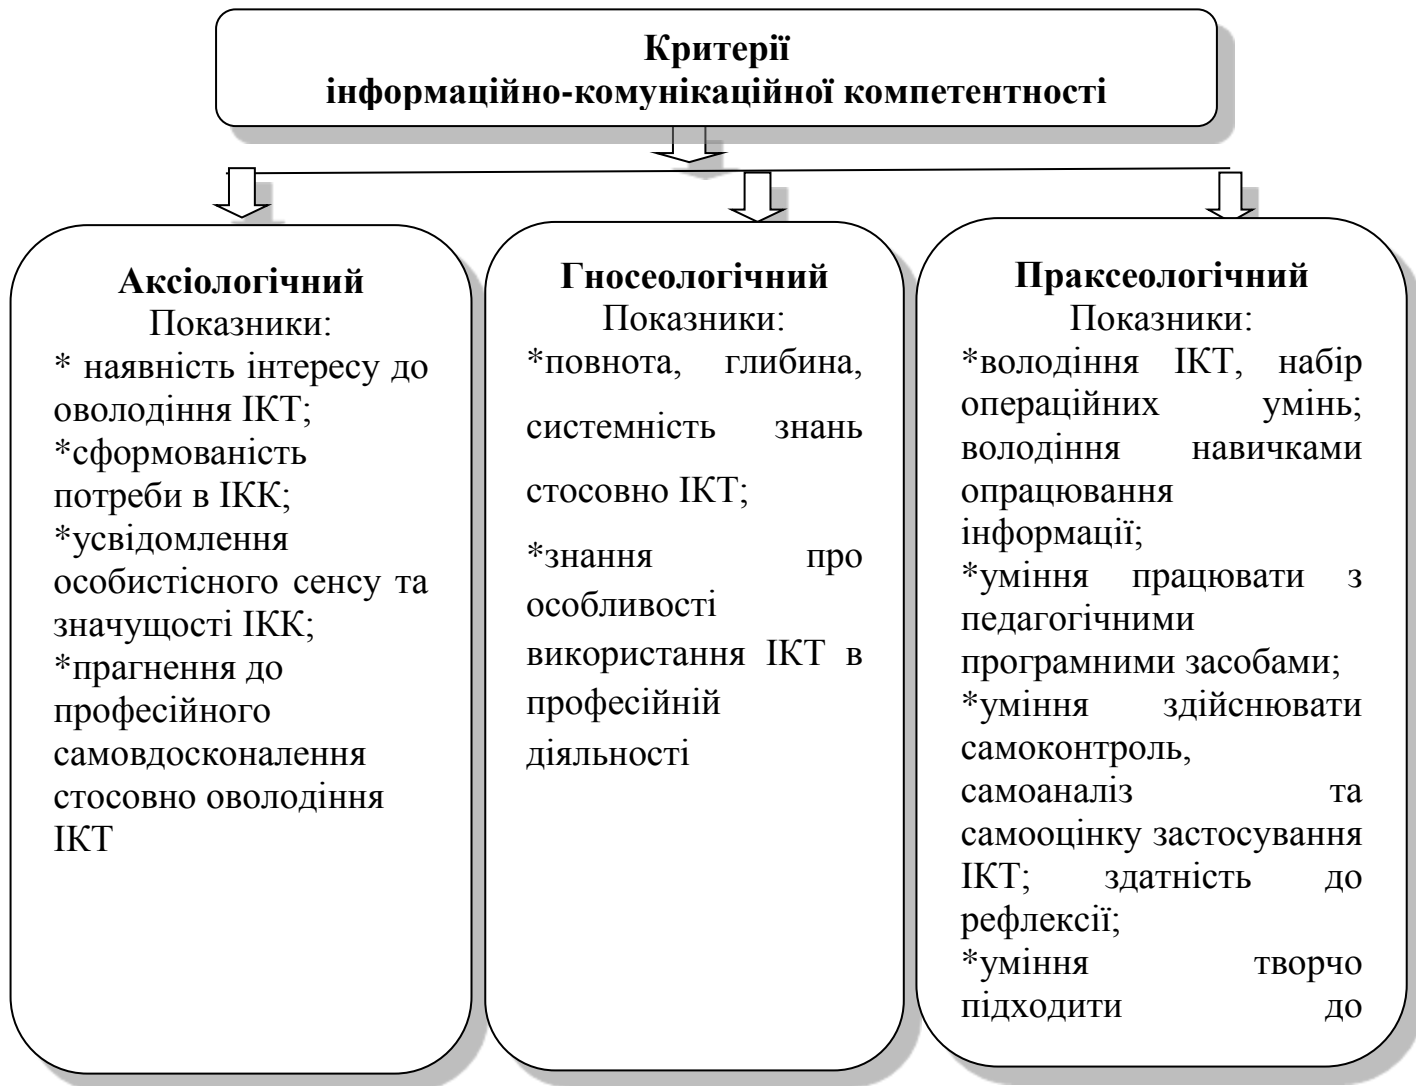 Критерії
інформаційно-комунікаційної компетентності
Аксіологічний
Показники:
* наявність інтересу до
оволодіння ІКТ;
*сформованість
потреби в ІКК;
*усвідомлення
особистісного сенсу та
значущості ІКК;
*прагнення до
професійного
самовдосконалення
стосовно оволодіння
ІКТ
Гносеологічний
Показники:
*повнота, глибина,
системність знань
стосовно ІКТ;
*знання про
особливості
використання ІКТ в
професійній
діяльності
Праксеологічний
Показники:
*володіння ІКТ, набір
операційних умінь;
володіння навичками
опрацювання
інформації;
*уміння працювати з
педагогічними
програмними засобами;
*уміння здійснювати
самоконтроль,
самоаналіз та
самооцінку застосування
ІКТ; здатність до
рефлексії;
*уміння творчо
підходити до